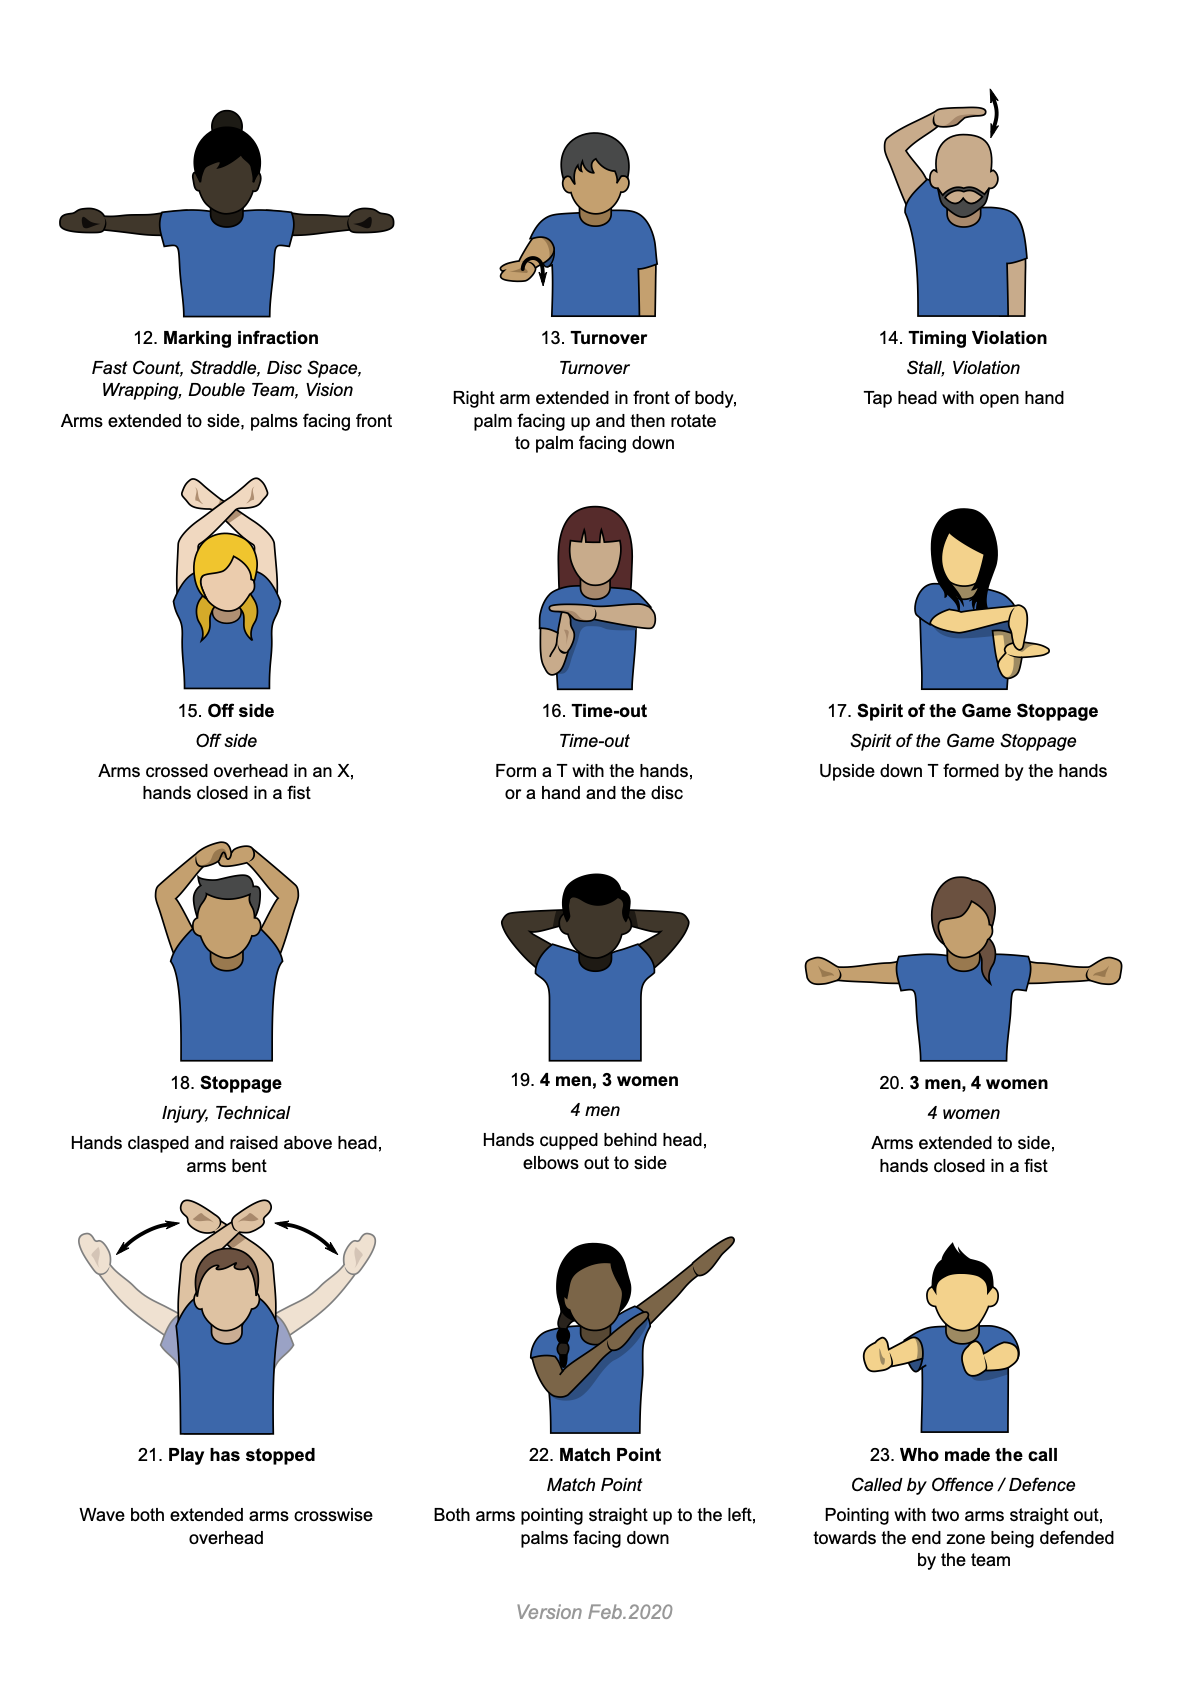 12. Marking infraction
Fast Count, Straddle, Disc Space,
Wrapping, Double Team, Vision
Arms extended to side, palms facing front
13. Turnover
Turnover
Right arm extended in front of body,
palm facing up and then rotate
to palm facing down
14. Timing Violation
Stall, Violation
Tap head with open hand
15. Off side
Off side
Arms crossed overhead in an X,
hands closed in a fist
16. Time-out
Time-out
Form a T with the hands,
or a hand and the disc
17. Spirit of the Game Stoppage
Spirit of the Game Stoppage
Upside down T formed by the hands
18. Stoppage
Injury, Technical
Hands clasped and raised above head,
arms bent
19. 4 men, 3 women
4 men
Hands cupped behind head,
elbows out to side
20. 3 men, 4 women
4 women
Arms extended to side,
hands closed in a fist
21. Play has stopped
Wave both extended arms crosswise
overhead
22. Match Point
Match Point
Both arms pointing straight up to the left,
palms facing down
23. Who made the call
Called by Offence / Defence
Pointing with two arms straight out,
towards the end zone being defended
by the team
Version Feb.2020